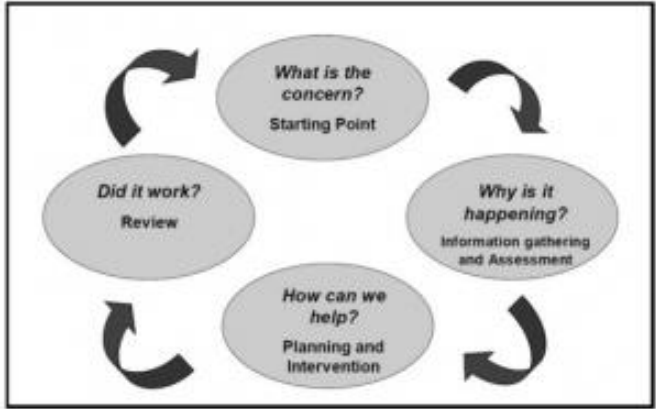 What is the
concern?
Starting Point
Why is it
happening?
Information gathering
and Assessment
How can we
help?
Planning and
Intervention
Did it work?
Review